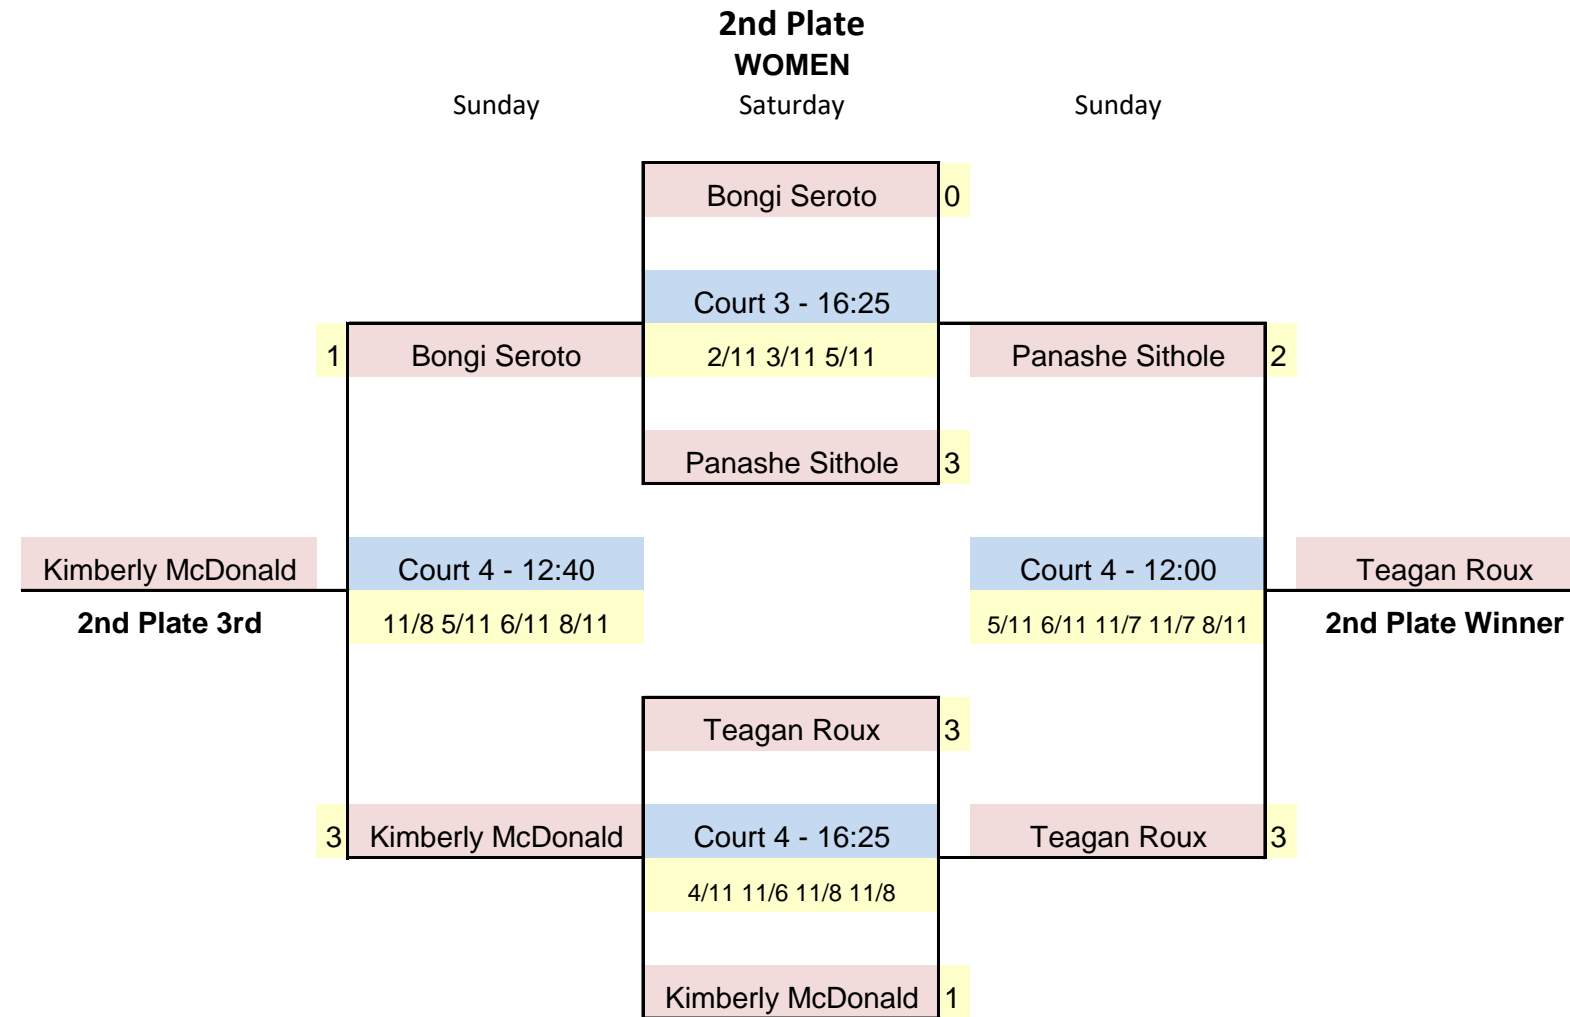 2nd Plate
WOMEN
Sunday Saturday Sunday
Bongi Seroto 0
Court 3 - 16:25
1 Bongi Seroto 2/11 3/11 5/11 Panashe Sithole 2
Panashe Sithole 3
Kimberly McDonald Court 4 - 12:40 Court 4 - 12:00 Teagan Roux
2nd Plate 3rd 11/8 5/11 6/11 8/11 5/11 6/11 11/7 11/7 8/11 2nd Plate Winner
Teagan Roux 3
3 Kimberly McDonald Court 4 - 16:25 Teagan Roux 3
4/11 11/6 11/8 11/8
Kimberly McDonald 1